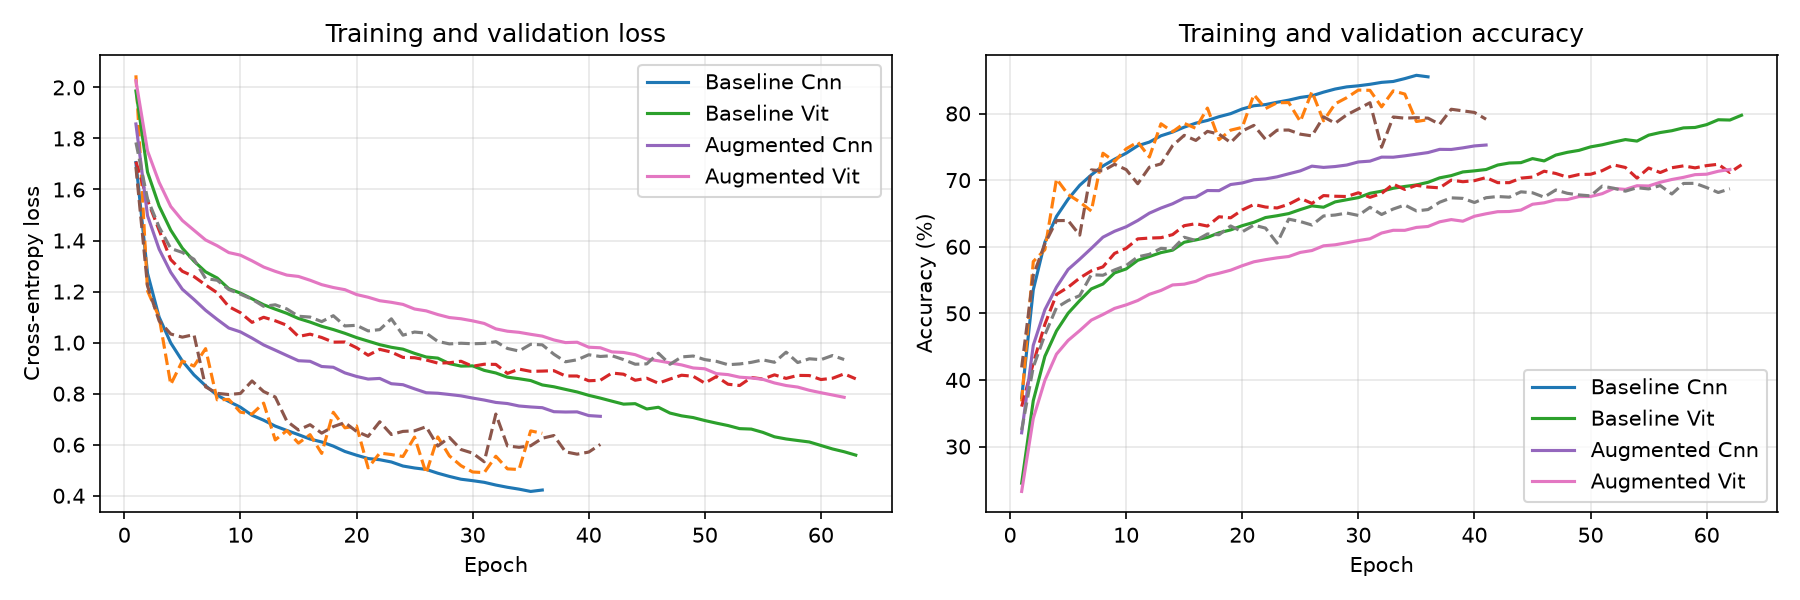 Training and validation loss
Cross-entropy loss
2.0
1.8
1.6
1.4
1.2
1.0
0.8
0.6
0.4
0 10 20 30 40 50 60
Epoch
Baseline Cnn
Baseline Vit
Augmented Cnn
Augmented Vit
Training and validation accuracy
Accuracy (%)
80
70
60
50
40
30
0 10 20 30 40 50 60
Epoch
Baseline Cnn
Baseline Vit
Augmented Cnn
Augmented Vit